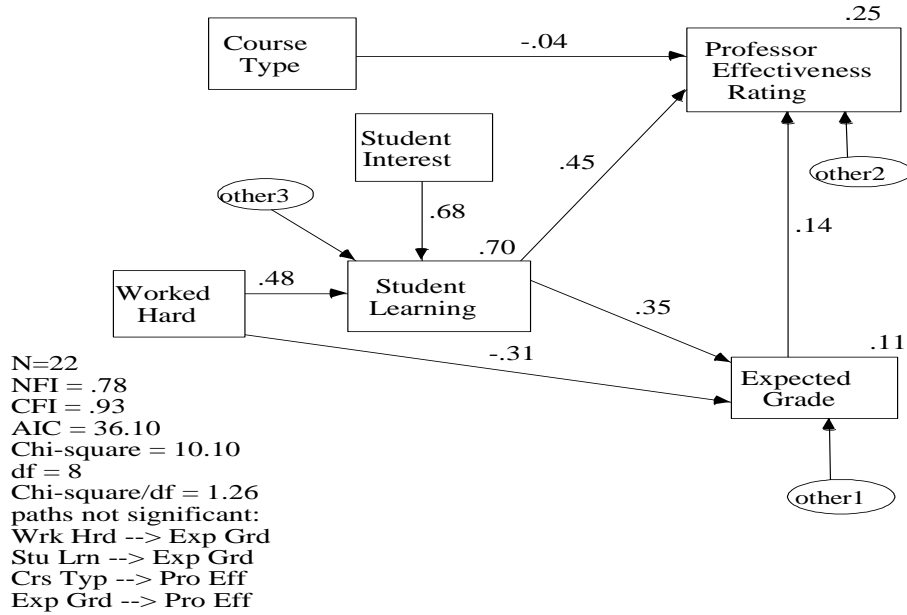 .25
Course
Type
-.04
Professor
Effectiveness
Rating
Student
Interest
.45
other2
other3
.68
.14
.70
Worked
Hard
.48
Student
Learning
.35
-.31
.11
N=22
NFI = .78
CFI = .93
AIC = 36.10
Chi-square = 10.10
df = 8
Chi-square/df = 1.26
paths not significant:
Wrk Hrd --> Exp Grd
Stu Lrn --> Exp Grd
Crs Typ --> Pro Eff
Exp Grd --> Pro Eff
Expected
Grade
other1